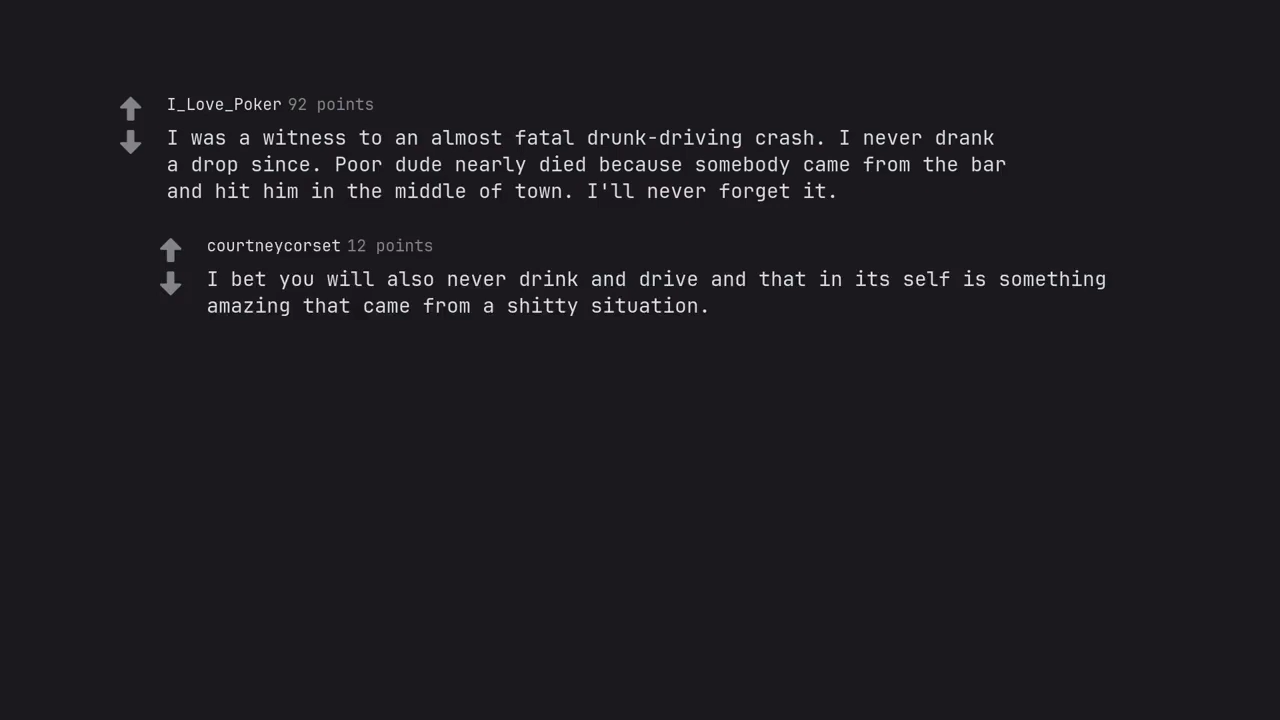 I_Love_Poker 92 points
I was a witness to an almost fatal drunk-driving crash. I never drank
a drop since. Poor dude nearly died because somebody came from the bar
and hit him in the middle of town. I'll never forget it.
courtneycorset 12 points
I bet you will also never drink and drive and that in its self is something
amazing that came from a shitty situation.